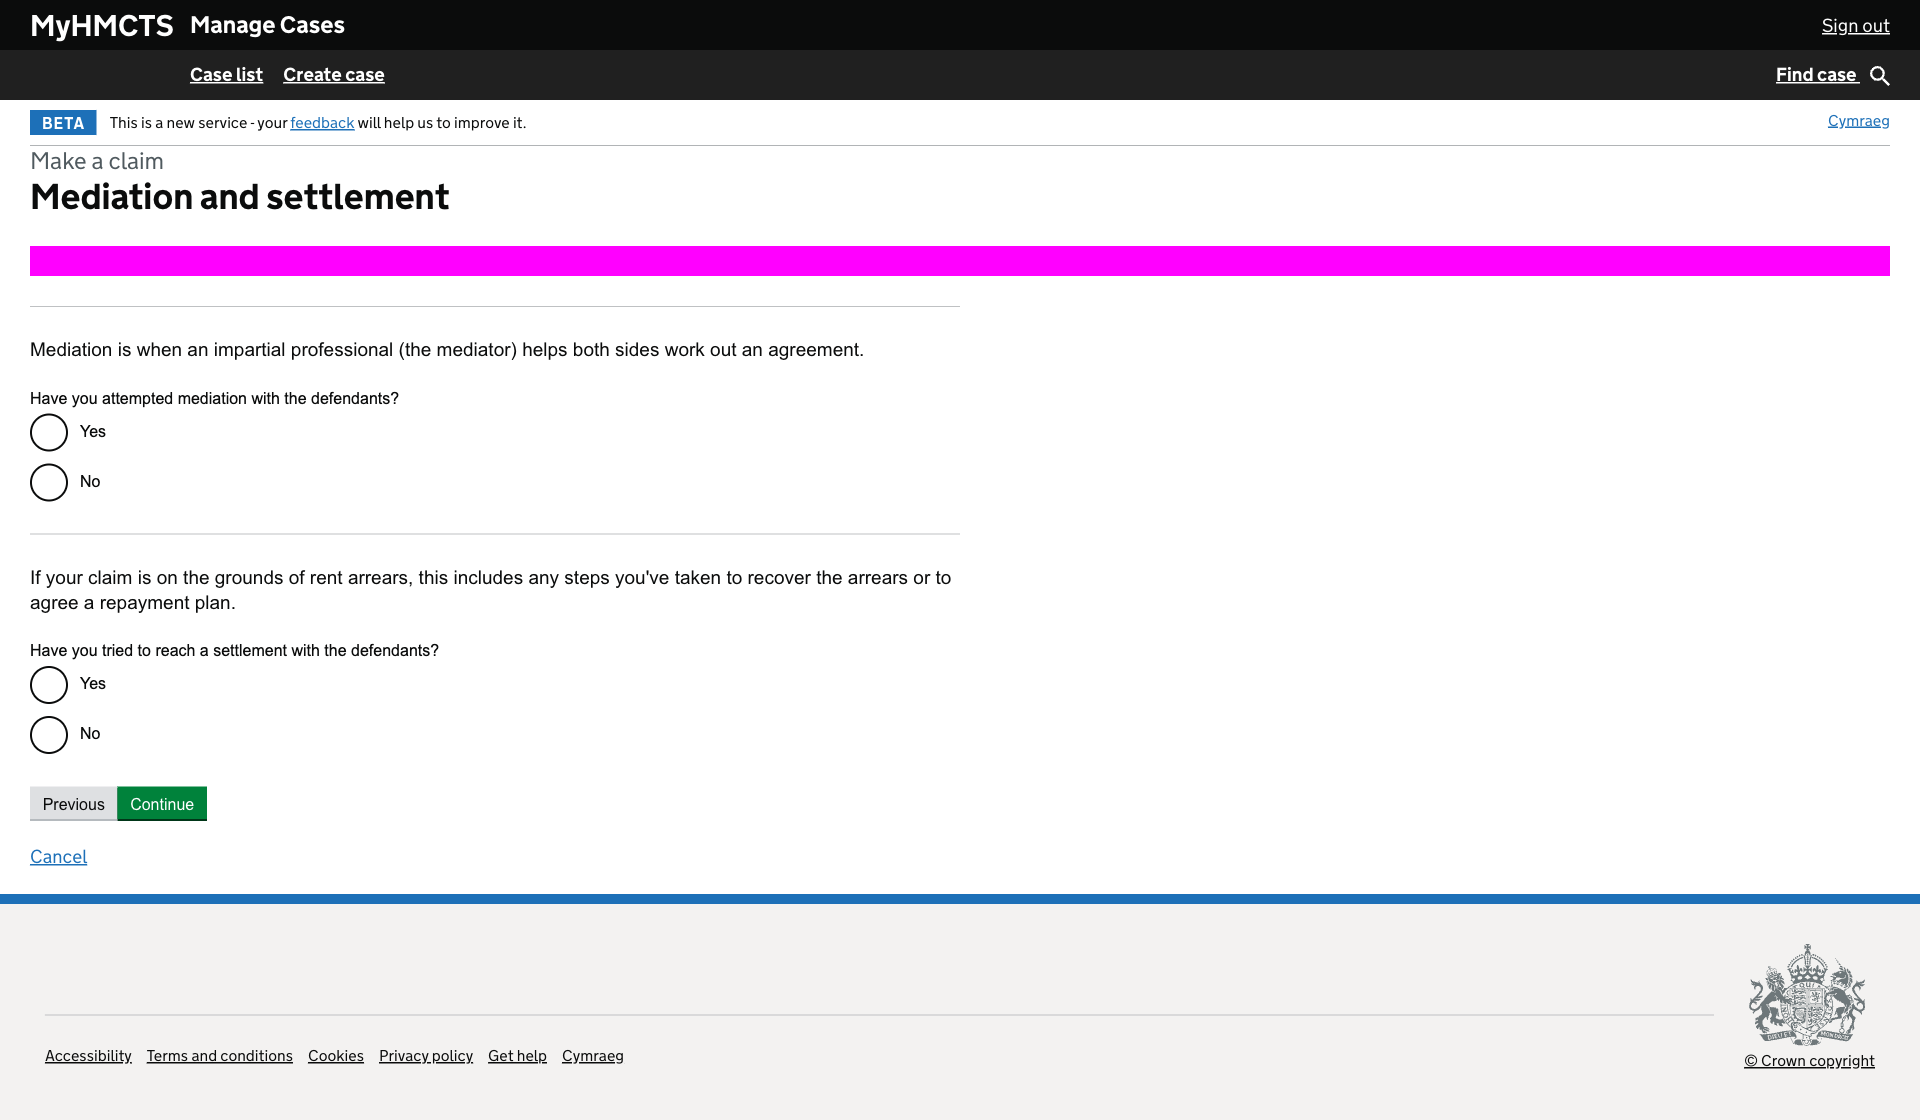 MyHMCTS Manage Cases Sign out
Case list Create case Find case
BETA This is a new service - your feedback will help us to improve it. Cymraeg
Make a claim
Mediation and settlement
Mediation is when an impartial professional (the mediator) helps both sides work out an agreement.
Have you attempted mediation with the defendants?
Yes
No
If your claim is on the grounds of rent arrears, this includes any steps you've taken to recover the arrears or to
agree a repayment plan.
Have you tried to reach a settlement with the defendants?
Yes
No
Previous Continue
Cancel
Accessibility Terms and conditions Cookies Privacy policy Get help Cymraeg
© Crown copyright